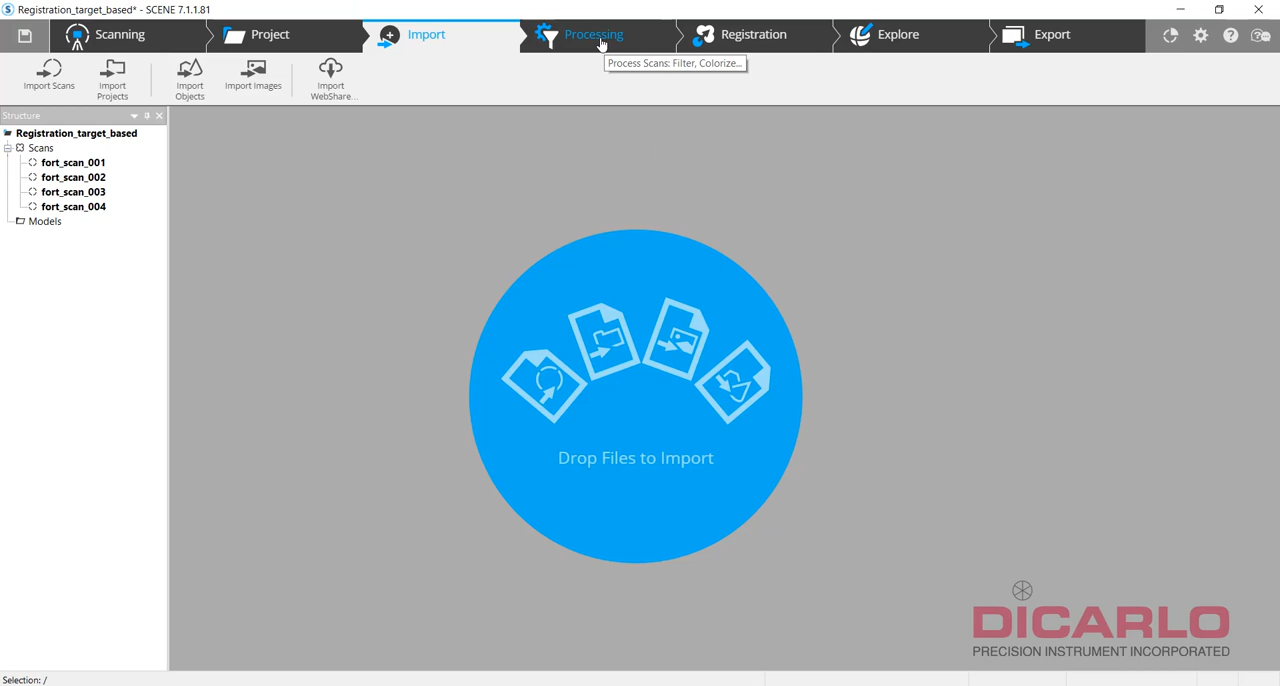 Registration_target_based* - SCENE 7.1.1.81
Scanning
Project
Import
Processing
Registration
Explore
Export
Process Scans: Filter, Colorize...
Import Scans
Import Projects
Import Objects
Import Images
Import WebShare...
Structure
Registration_target_based
Scans
fort_scan_001
fort_scan_002
fort_scan_003
fort_scan_004
Models
Drop Files to Import
DICARLO
PRECISION INSTRUMENT INCORPORATED
Selection: /